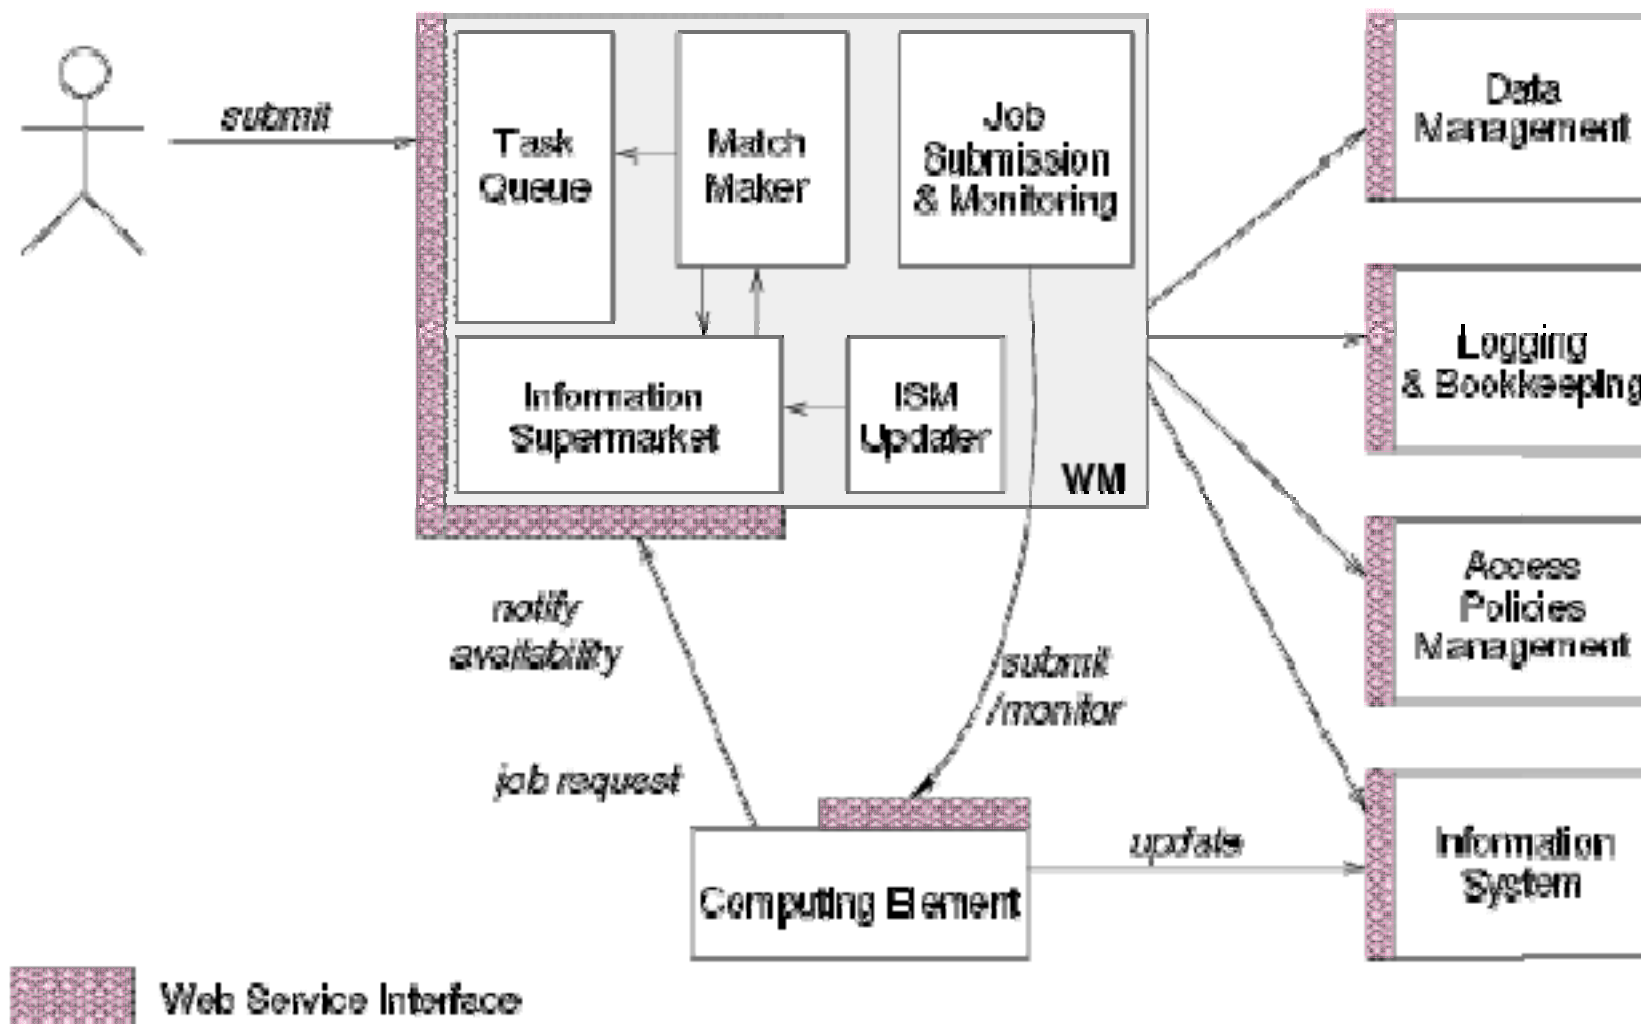 submit
Task
Queue
Match
Maker
Job
Submission
& Monitoring
Information
Supermarket
ISM
Updater
WM
Data
Management
Logging
& Bookkeeping
Access
Policies
Management
Information
System
notify
availability
job request
submit
/monitor
update
Computing Element
Web Service Interface